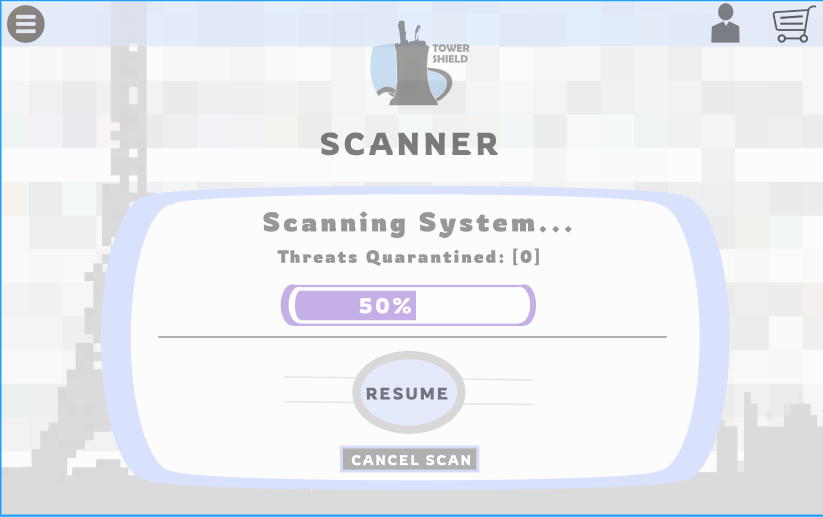 TOWER
SHIELD
SCANNER
Scanning System...
Threats Quarantined: [0]
50%
RESUME
CANCEL SCAN